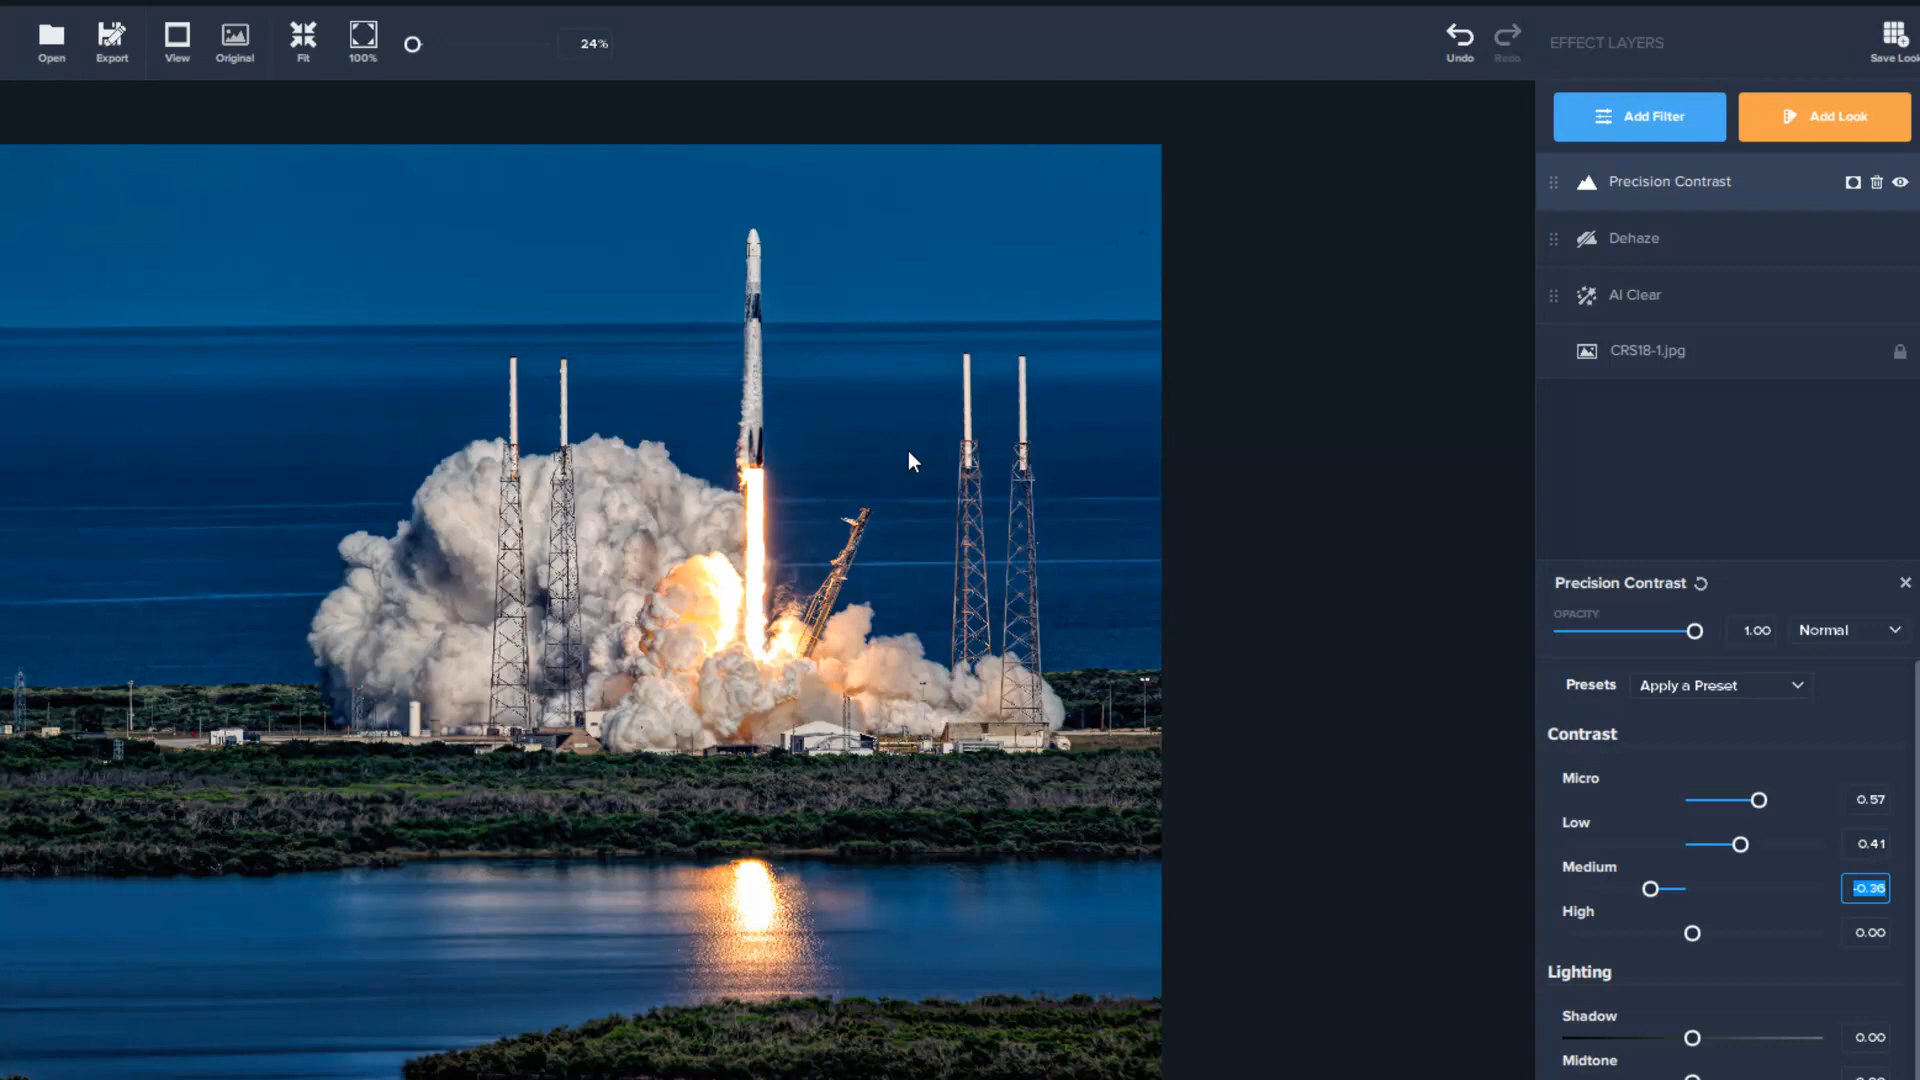 Open
Export
View
Original
Fit
100%
24%
Undo
Redo
EFFECT LAYERS
Save Look
Add Filter
Add Look
Precision Contrast
Dehaze
AI Clear
CRS18-1.jpg
Precision Contrast
OPACITY
1.00
Normal
Presets
Apply a Preset
Contrast
Micro
0.57
Low
0.41
Medium
-0.36
High
0.00
Lighting
Shadow
0.00
Midtone